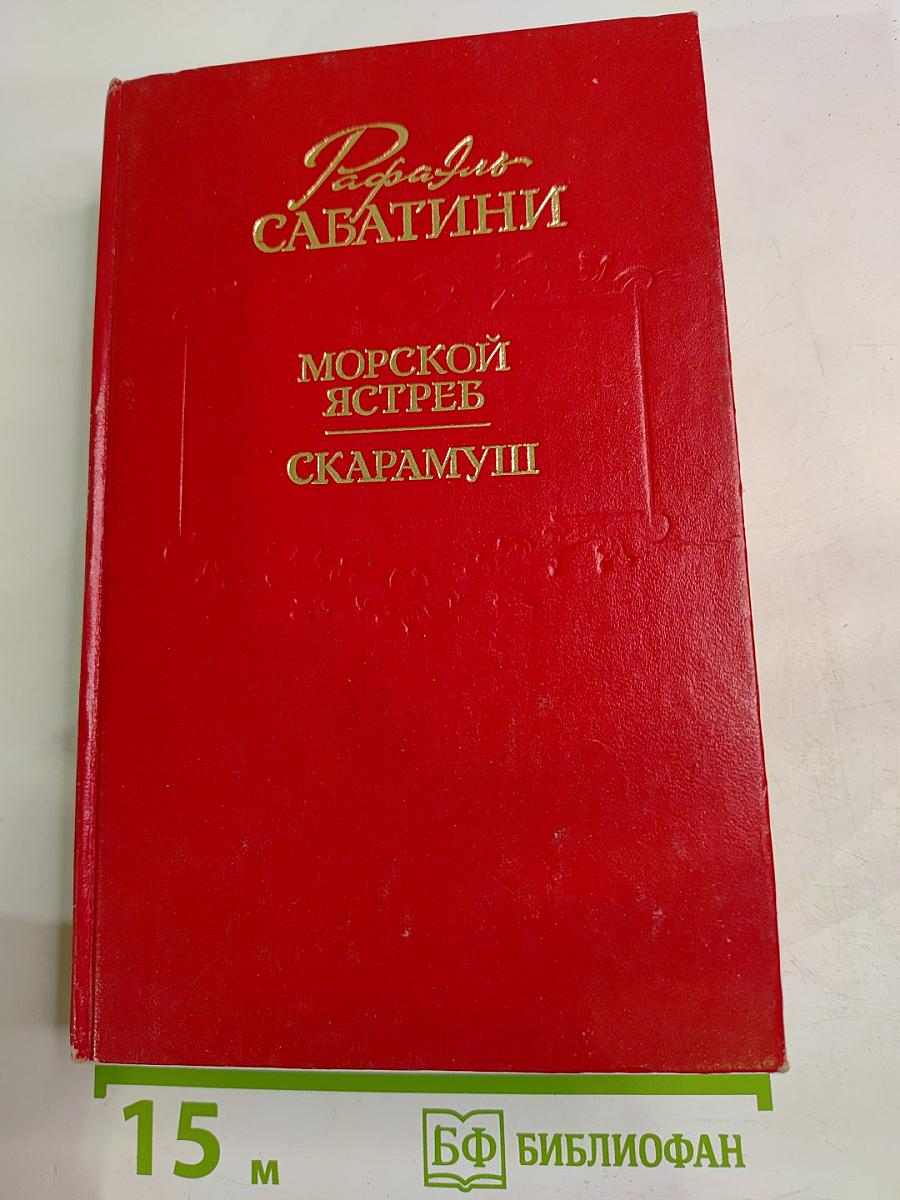 Рафаэль
САБАТИНИ
МОРСКОЙ
ЯСТРЕБ
СКАРАМУШ
15 м
БФ БИБЛИОФАН